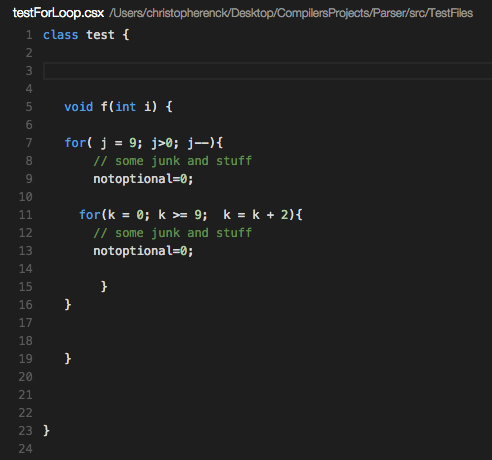 testForLoop.csx /Users/christopherenck/Desktop/CompilersProjects/Parser/src/TestFiles
1 class test {
2
3
4
5 void f(int i) {
6
7 for( j = 9; j>0; j--){
8 // some junk and stuff
9 notoptional=0;
10
11 for(k = 0; k >= 9;  k = k + 2){
12 // some junk and stuff
13 notoptional=0;
14
15 }
16 }
17
18
19 }
20
21
22
23 }
24